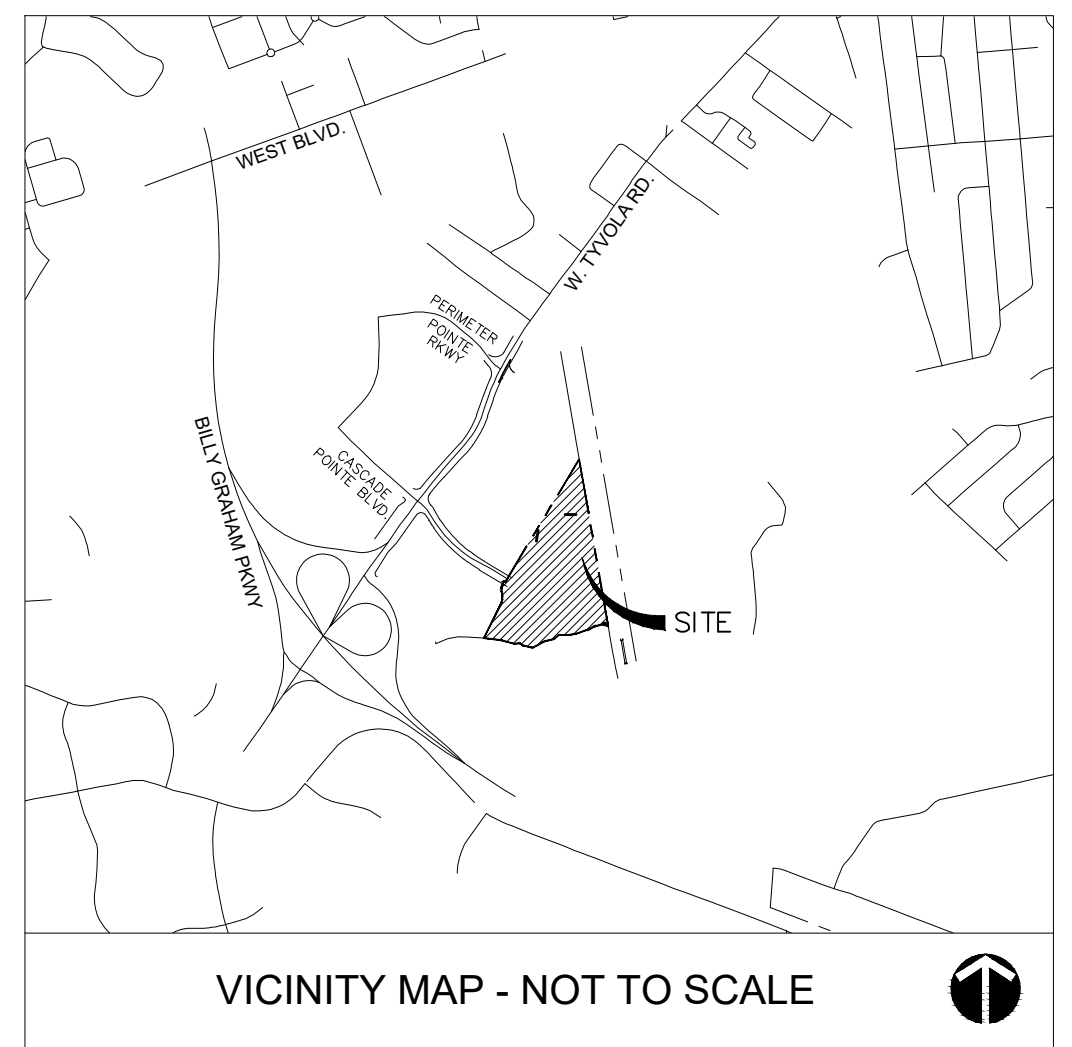 WEST BLVD.
W. TYVOLA RD.
PERIMETER
POINTE
RKWY
CASCADE
POINTE BLVD.
BILLY GRAHAM PKWY
SITE
VICINITY MAP - NOT TO SCALE